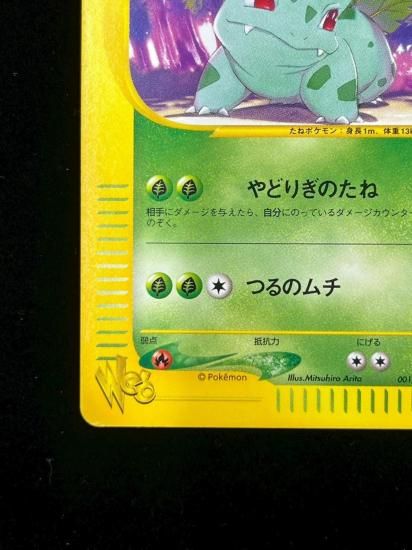 たねポケモン:身長1m、体重13
やどりぎのたね
相手にダメージを与えたら、自分にのっているダメージカウンター
のぞく。
つるのムチ
弱点 抵抗力 にげる
Web
©Pokémon Illus.Mitsuhiro Arita 001